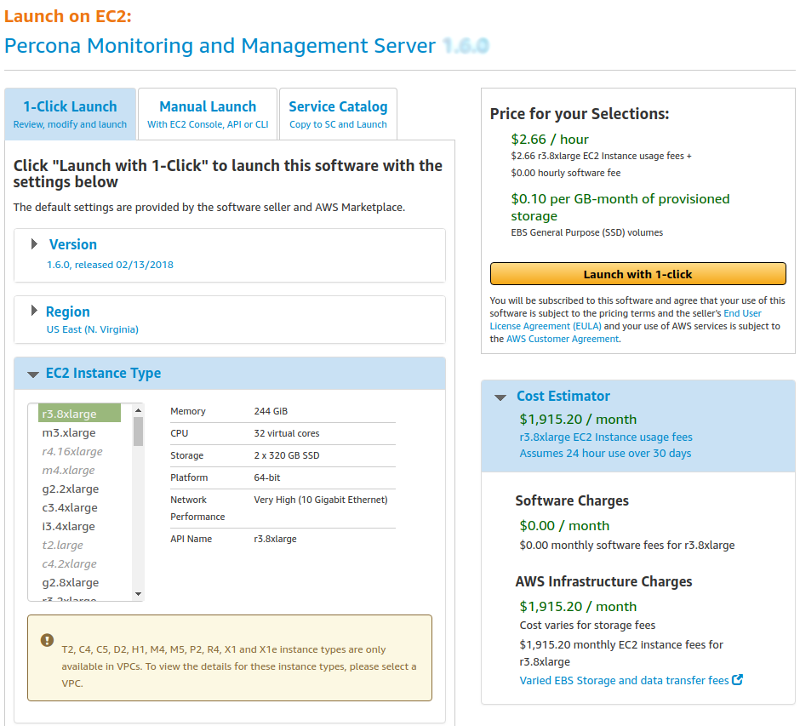 Launch on EC2:
Percona Monitoring and Management Server 1.6.0
1-Click Launch
Review, modify and launch
Manual Launch
With EC2 Console, API or CLI
Service Catalog
Copy to SC and Launch
Click "Launch with 1-Click" to launch this software with the
settings below
The default settings are provided by the software seller and AWS Marketplace.
Version
1.6.0, released 02/13/2018
Region
US East (N. Virginia)
EC2 Instance Type
r3.8xlarge
m3.xlarge
r4.16xlarge
m4.xlarge
g2.2xlarge
c3.4xlarge
i3.4xlarge
t2.large
c4.2xlarge
g2.8xlarge
r3.2xlarge
Memory 244 GiB
CPU 32 virtual cores
Storage 2 x 320 GB SSD
Platform 64-bit
Network Very High (10 Gigabit Ethernet)
Performance
API Name r3.8xlarge
T2, C4, C5, D2, H1, M4, M5, P2, R4, X1 and X1e instance types are only
available in VPCs. To view the details for these instance types, please select a
VPC.
Price for your Selections:
$2.66 / hour
$2.66 r3.8xlarge EC2 Instance usage fees +
$0.00 hourly software fee
$0.10 per GB-month of provisioned
storage
EBS General Purpose (SSD) volumes
Launch with 1-click
You will be subscribed to this software and agree that your use of this
software is subject to the pricing terms and the seller's End User
License Agreement (EULA) and your use of AWS services is subject to
the AWS Customer Agreement.
Cost Estimator
$1,915.20 / month
r3.8xlarge EC2 Instance usage fees
Assumes 24 hour use over 30 days
Software Charges
$0.00 / month
$0.00 monthly software fees for r3.8xlarge
AWS Infrastructure Charges
$1,915.20 / month
Cost varies for storage fees
$1,915.20 monthly EC2 instance fees for
r3.8xlarge
Varied EBS Storage and data transfer fees